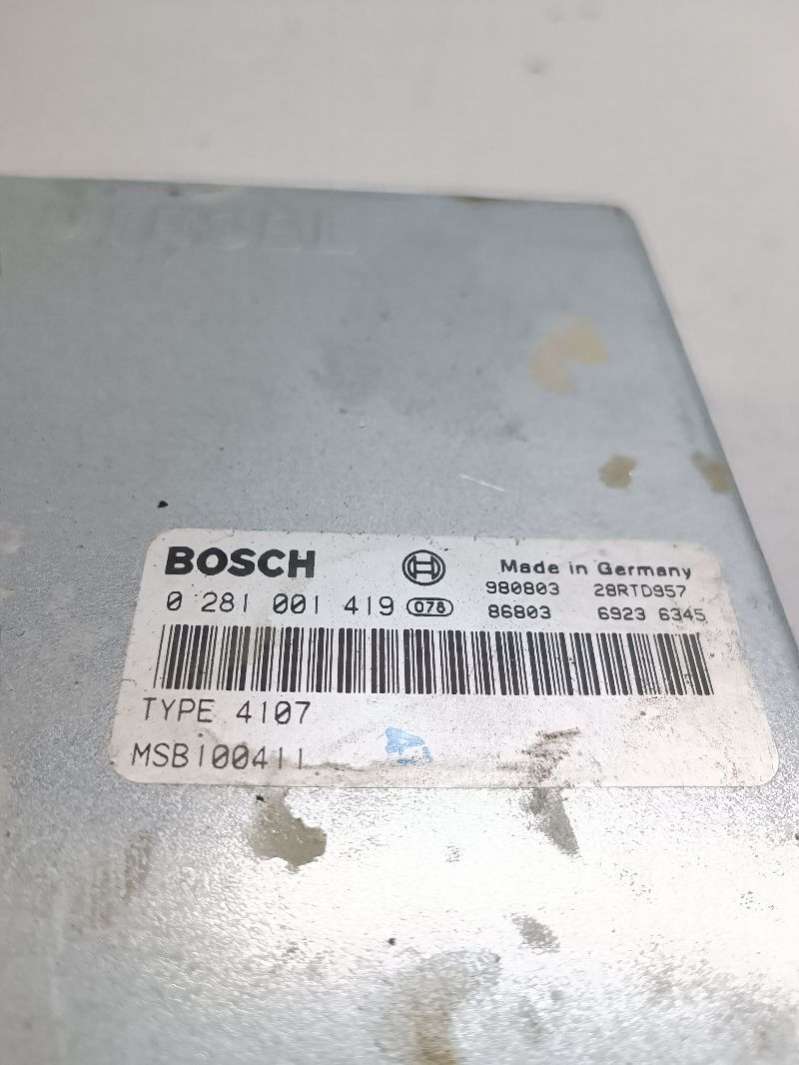 BOSCH
Made in Germany
980803 28RTD957
0 281 001 419 078
86803 6923 6345
TYPE 4107
MSB100411